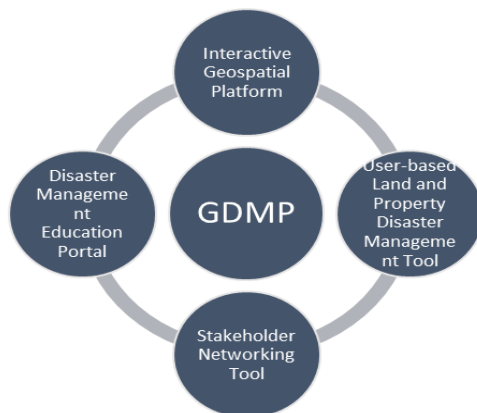 Interactive
Geospatial
Platform
Disaster
Manageme
nt
Education
Portal
GDMP
User-based
Land and
Property
Disaster
Manageme
nt Tool
Stakeholder
Networking
Tool